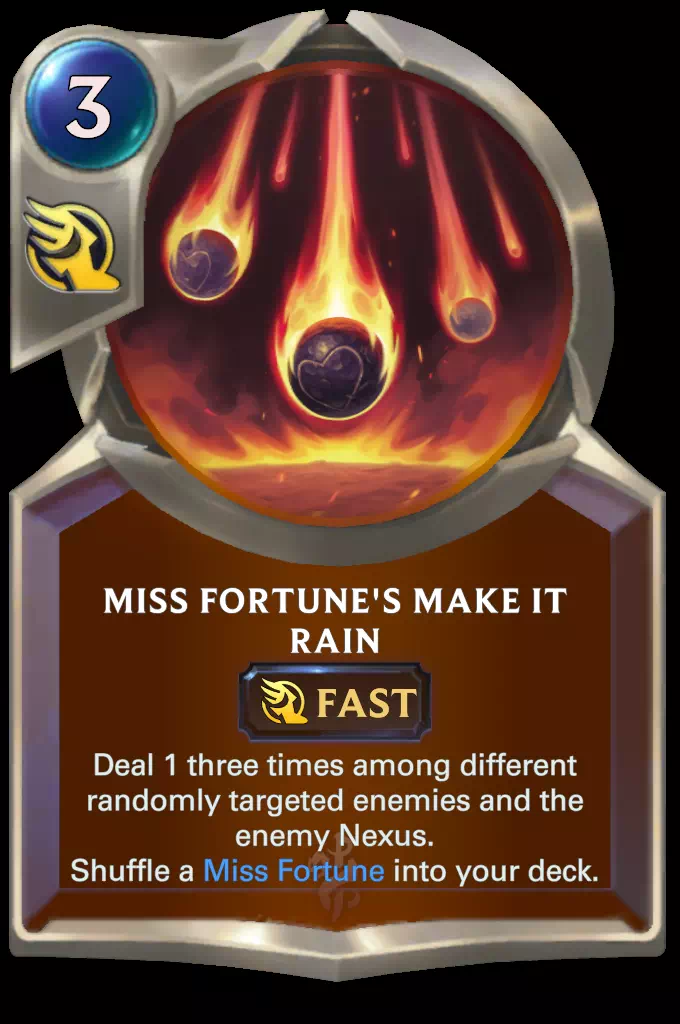 3
MISS FORTUNE'S MAKE IT
RAIN
FAST
Deal 1 three times among different
randomly targeted enemies and the
enemy Nexus.
Shuffle a Miss Fortune into your deck.